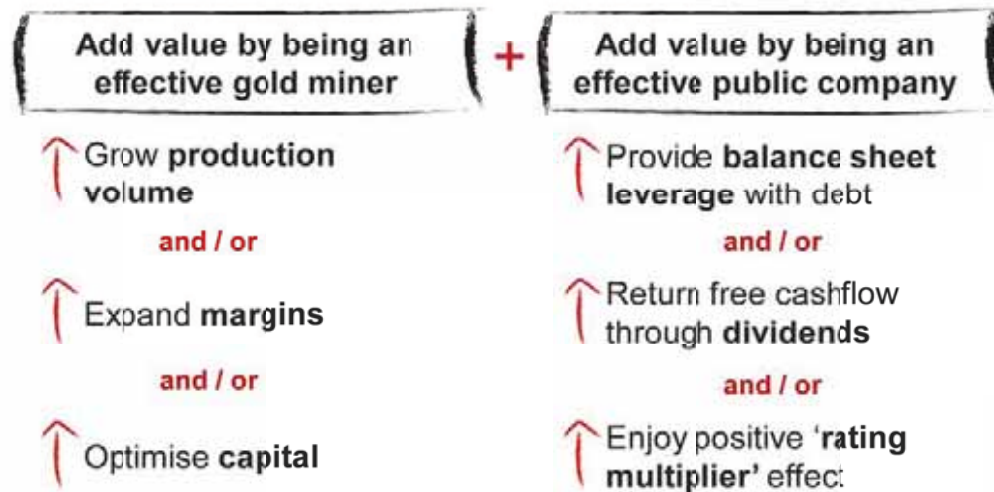 Add value by being an
effective gold miner
+
Add value by being an
effective public company
Grow production
volume
and / or
Expand margins
and / or
Optimise capital
Provide balance sheet
leverage with debt
and / or
Return free cashflow
through dividends
and / or
Enjoy positive ‘rating
multiplier’ effect